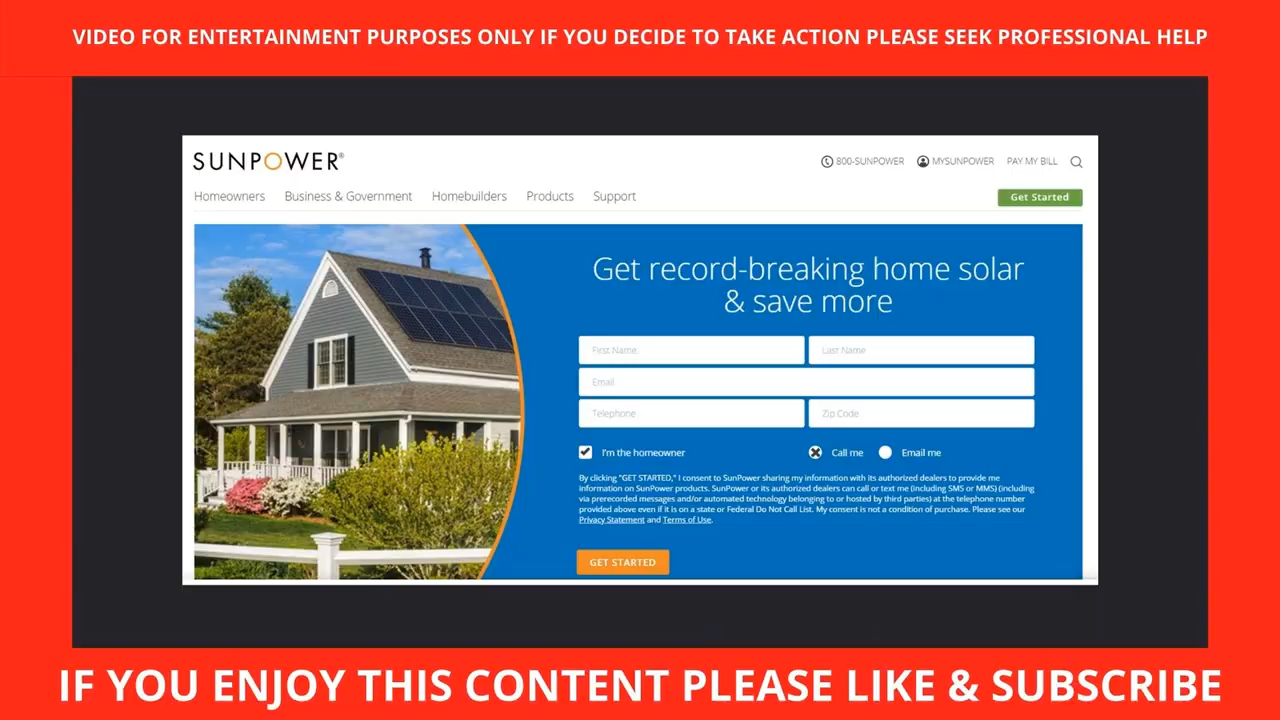 VIDEO FOR ENTERTAINMENT PURPOSES ONLY IF YOU DECIDE TO TAKE ACTION PLEASE SEEK PROFESSIONAL HELP
SUNPOWER®
800-SUNPOWER MYSUNPOWER PAY MY BILL
Homeowners Business & Government Homebuilders Products Support
Get Started
Get record-breaking home solar
& save more
First Name Last Name
Email
Telephone Zip Code
I'm the homeowner Call me Email me
By clicking "GET STARTED," I consent to SunPower sharing my information with its authorized dealers to provide me
information on SunPower products. SunPower or its authorized dealers can call or text me (including SMS or MMS) (including
via prerecorded messages and/or automated technology belonging to or hosted by third parties) at the telephone number
provided above even if it is on a state or Federal Do Not Call List. My consent is not a condition of purchase. Please see our
Privacy Statement and Terms of Use.
GET STARTED
IF YOU ENJOY THIS CONTENT PLEASE LIKE & SUBSCRIBE